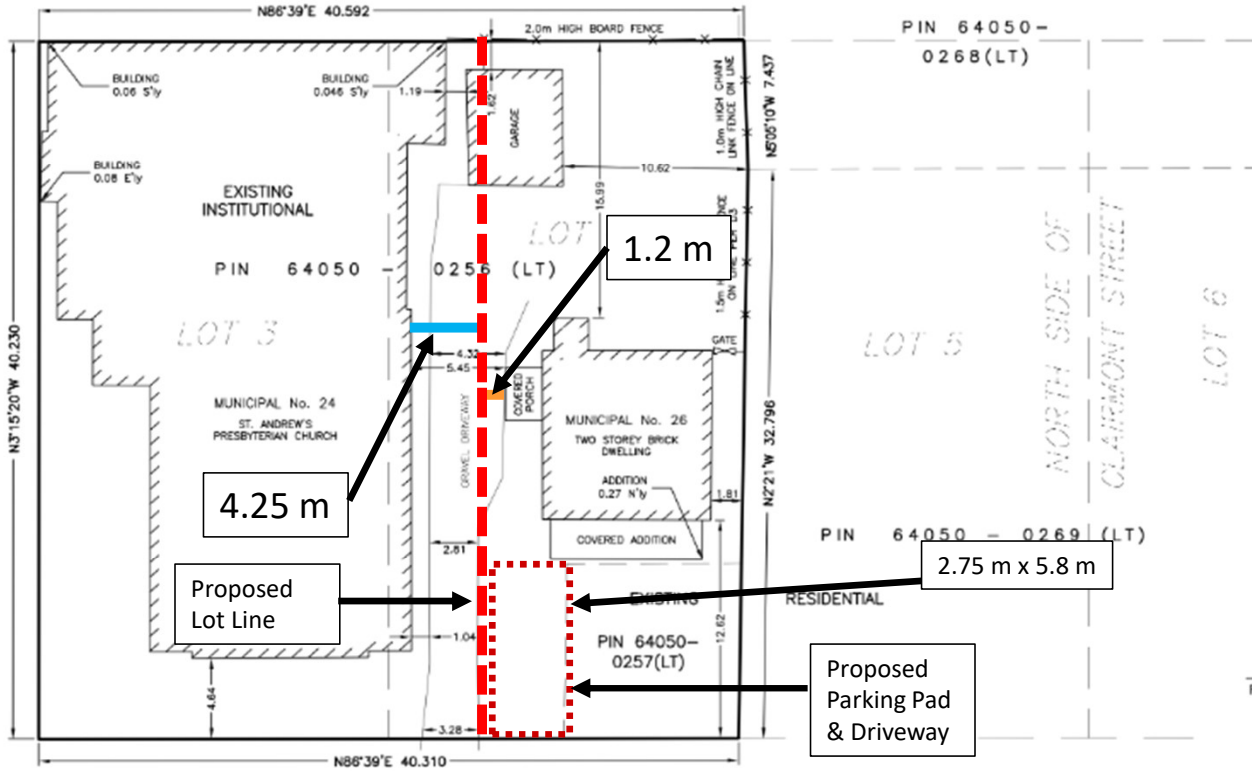 N86°39'E 40.592
2.0m HIGH BOARD FENCE
PIN 64050-
0268(LT)
BUILDING
0.06 S'ly
BUILDING
0.046 S'ly
1.19
1.62
GARAGE
1.0m HIGH CHAIN
LINK FENCE ON LINE
N5°05'10"W 7.437
BUILDING
0.08 E'ly
10.62
15.99
EXISTING
INSTITUTIONAL
LOT
1.2 m
PIN 64050 - 0256 (LT)
1.5m
LOT 3
LOT 5
NORTH SIDE OF
CLAIRMONT STREET
LOT 6
N3°15'20"W 40.230
4.32
5.45
GATE
COVERED
PORCH
GRAVEL DRIVEWAY
MUNICIPAL No. 24
ST. ANDREW'S
PRESBYTERIAN CHURCH
MUNICIPAL No. 26
TWO STOREY BRICK
DWELLING
N2°21'W 32.796
4.25 m
ADDITION
0.27 N'ly
1.81
COVERED ADDITION
PIN 64050 - 0269 (LT)
2.81
2.75 m x 5.8 m
Proposed
Lot Line
EXISTING RESIDENTIAL
12.62
1.04
PIN 64050-
0257(LT)
4.64
Proposed
Parking Pad
& Driveway
3.28
N86°39'E 40.310